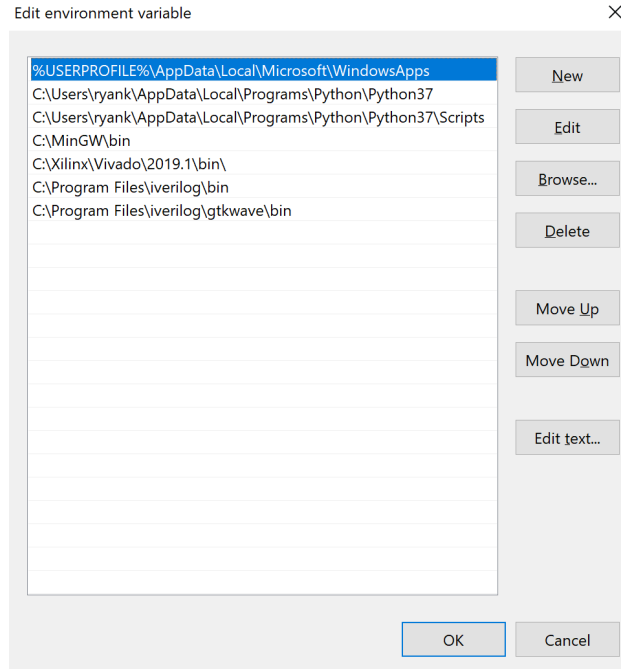 Edit environment variable
%USERPROFILE%\AppData\Local\Microsoft\WindowsApps
C:\Users\ryank\AppData\Local\Programs\Python\Python37
C:\Users\ryank\AppData\Local\Programs\Python\Python37\Scripts
C:\MinGW\bin
C:\Xilinx\Vivado\2019.1\bin\
C:\Program Files\iverilog\bin
C:\Program Files\iverilog\gtkwave\bin
New
Edit
Browse...
Delete
Move Up
Move Down
Edit text...
OK
Cancel